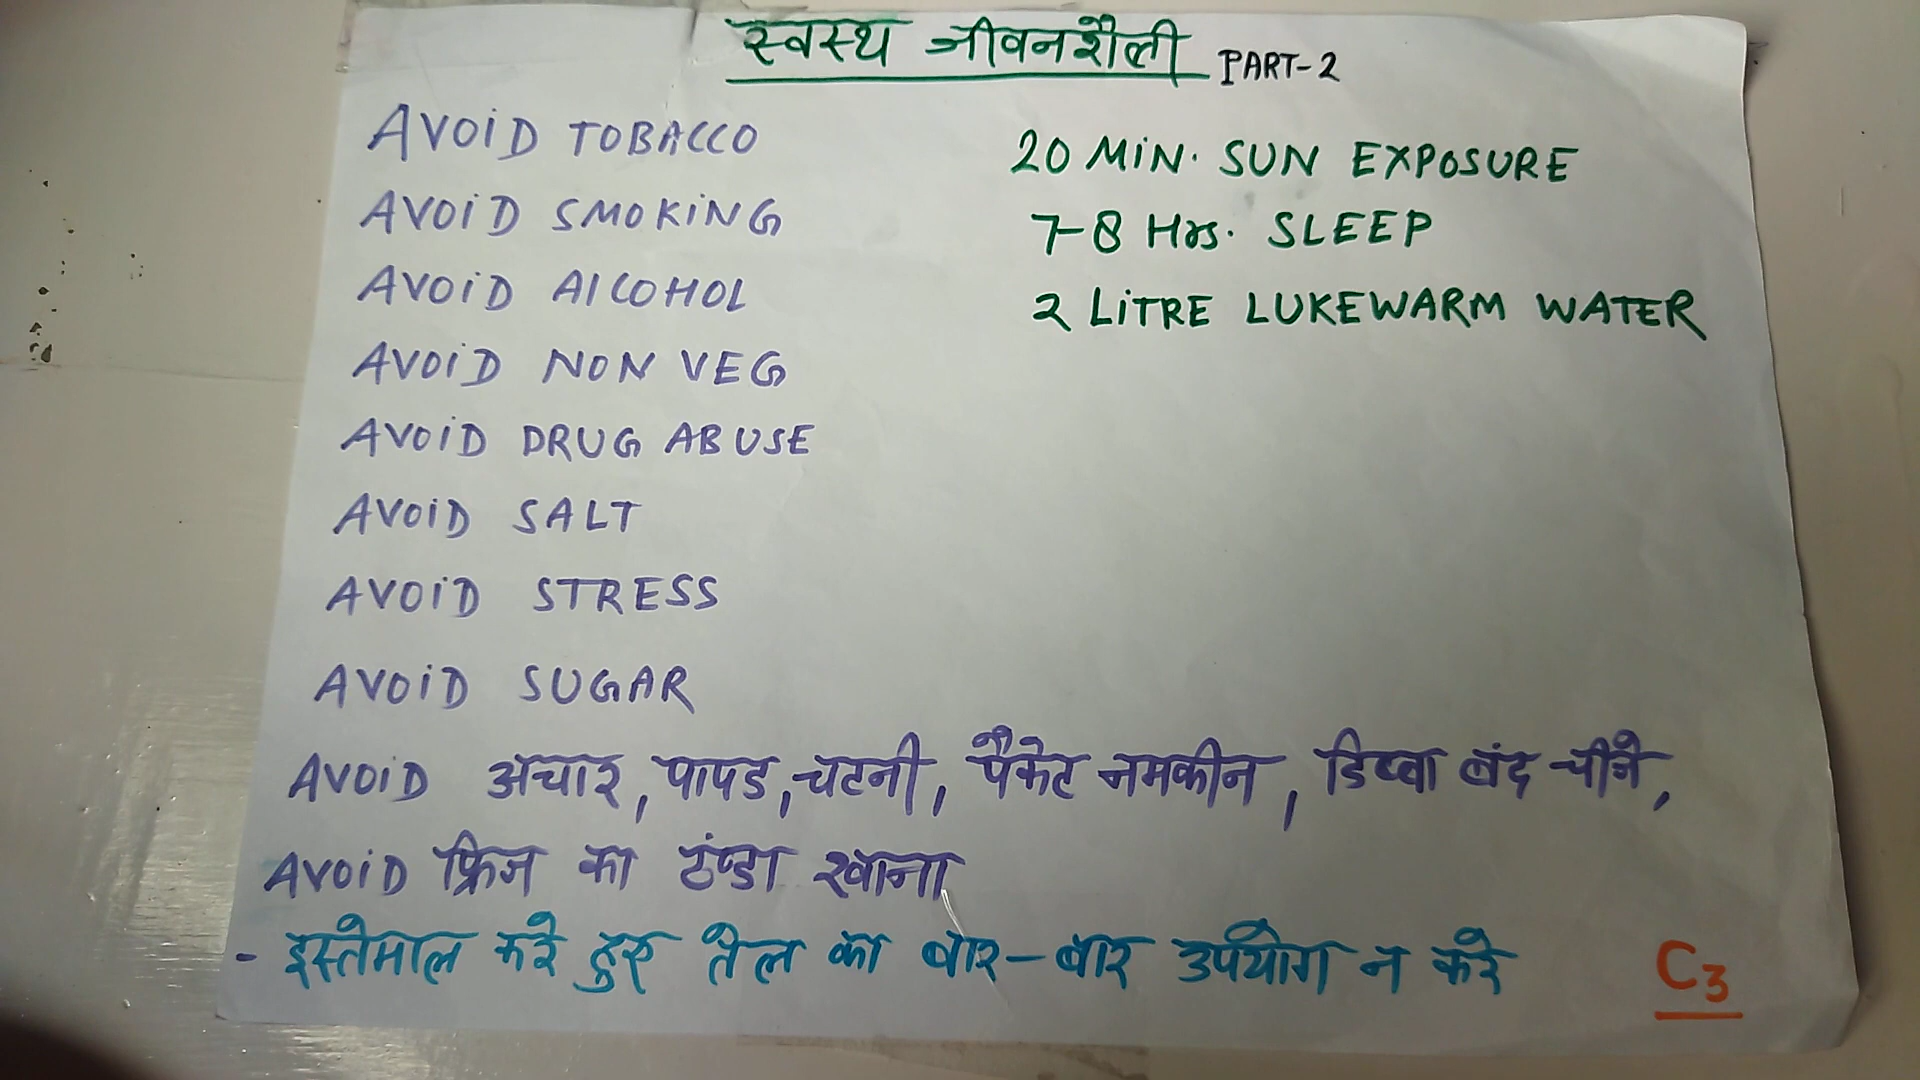 स्वस्थ जीवनशैली PART-2
AVOID TOBACCO
AVOID SMOKING
AVOID AlCOHOL
AVOID NON VEG
AVOID DRUG ABUSE
AVOID SALT
AVOID STRESS
AVOID SUGAR
20 MIN. SUN EXPOSURE
7-8 Hrs. SLEEP
2 LITRE LUKEWARM WATER
AVOID अचार, पापड, चटनी, पैकेट नमकीन, डिब्बा बंद चीजे,
AVOID फ्रिज का ठंण्डा खाना
- इस्तेमाल करे हुए तेल का बार-बार उपयोग न करे
C3